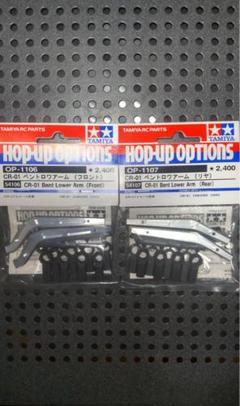 TAMIYA RC PARTS
TAMIYA
HOP-UP OPTIONS
OP-1106
★2,400
CR-01 ベントロワアーム (フロント)
54106 CR-01 Bent Lower Arm (Front)
TAMIYA RC PARTS
TAMIYA
HOP-UP OPTIONS
OP-1107
★2,400
CR-01 ベントロワアーム (リヤ)
54107 CR-01 Bent Lower Arm (Rear)